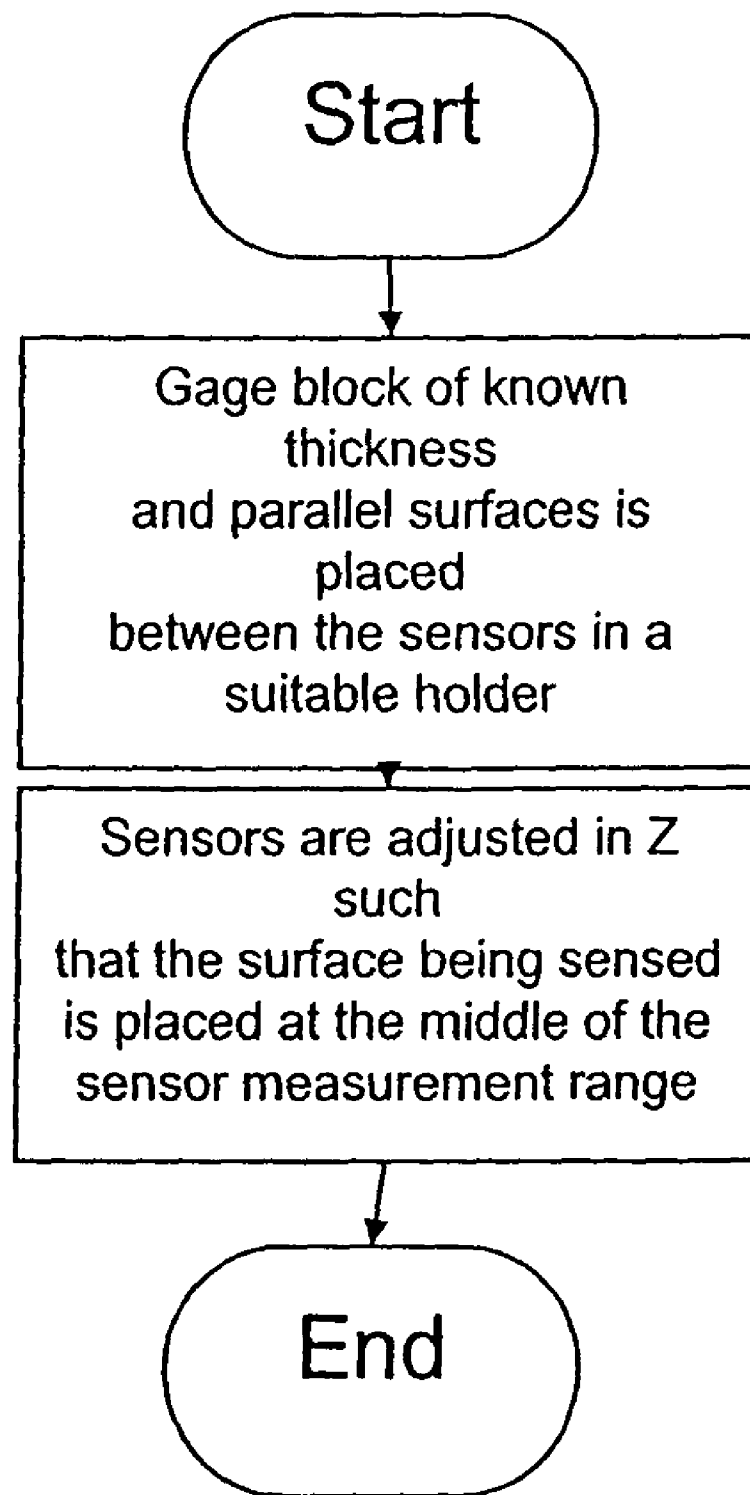 Start
Gage block of known
thickness
and parallel surfaces is
placed
between the sensors in a
suitable holder
Sensors are adjusted in Z
such
that the surface being sensed
is placed at the middle of the
sensor measurement range
End